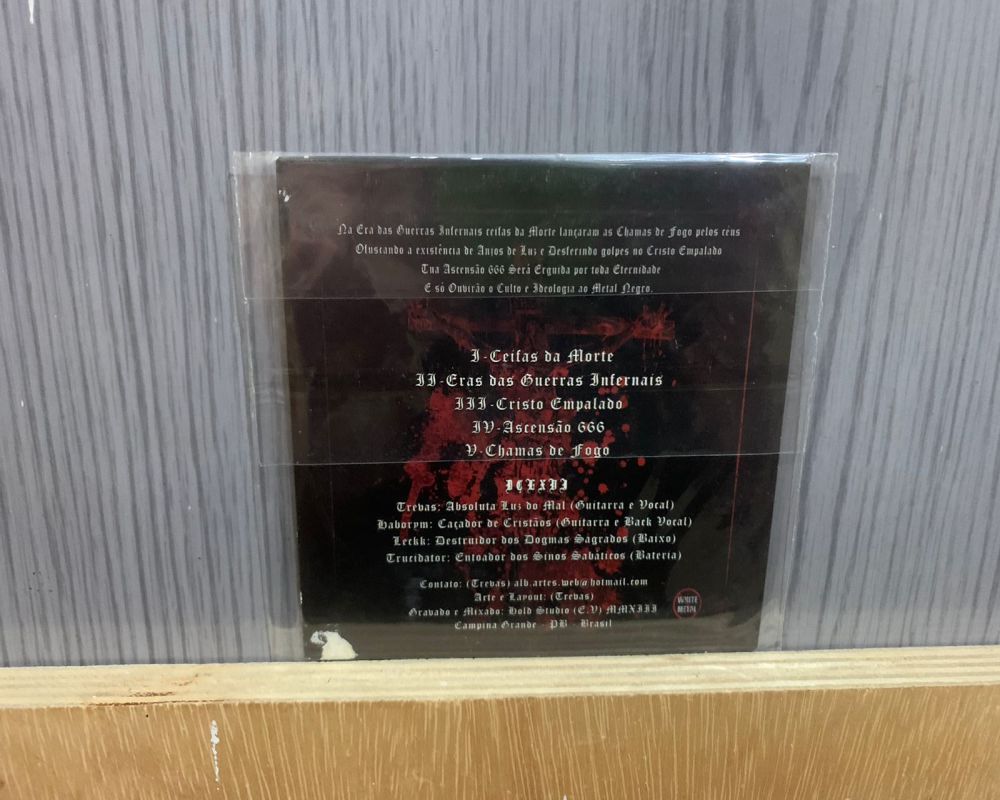 Na Era das Guerras Infernais ceifas da Morte lançaram as Chamas de Fogo pelos céus
Ofuscando a existência de Anjos de Luz e Desferindo golpes no Cristo Empalado
Tua Ascensão 666 Será Erguida por toda Eternidade
E só Ouvirão o Culto e Ideologia ao Metal Negro.
I-Ceifas da Morte
II-Eras das Guerras Infernais
III-Cristo Empalado
IV-Ascensão 666
V-Chamas de Fogo
Trevas: Absoluta Luz do Mal (Guitarra e Vocal)
Haborym: Caçador de Cristãos (Guitarra e Back Vocal)
Leckk: Destruidor dos Dogmas Sagrados (Baixo)
Trucidator: Entoador dos Sinos Sabáticos (Bateria)
Contato: (Trevas) alb.artes.web@hotmail.com
Arte e Layout: (Trevas)
Gravado e Mixado: Hold Studio (E.V) MMXIII
Campina Grande - PB - Brasil
WHITE
METAL